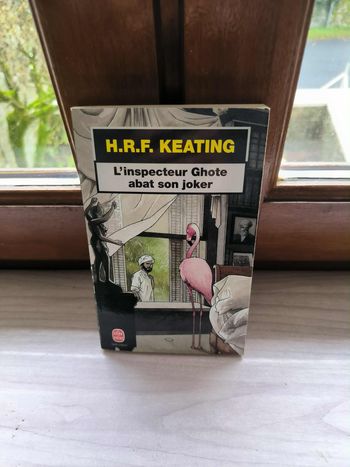 H.R.F. KEATING
L'inspecteur Ghote
abat son joker